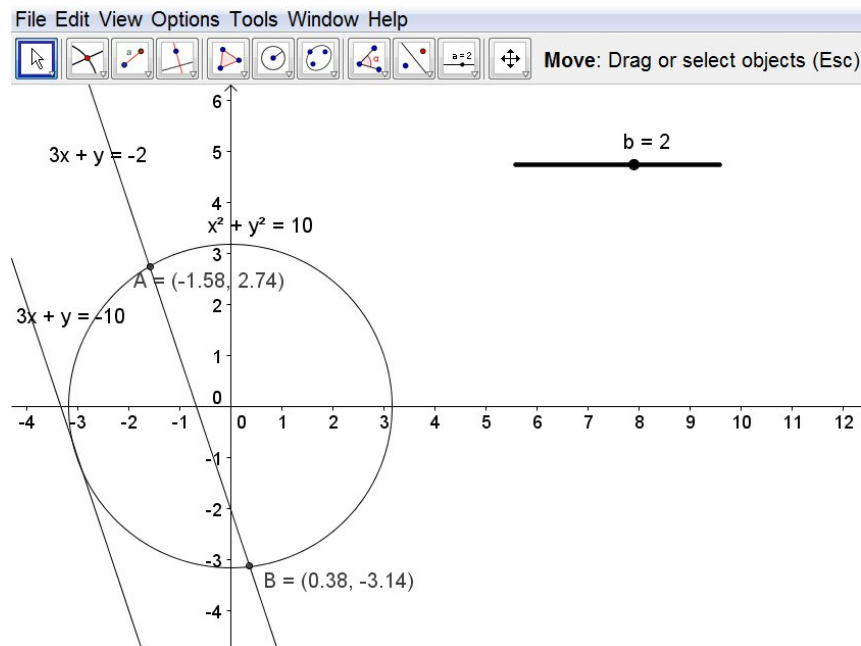 File Edit View Options Tools Window Help
a
α
a = 2
Move: Drag or select objects (Esc)
6
3x + y = -2
5
b = 2
4
x² + y² = 10
3
A = (-1.58, 2.74)
2
3x + y = -10
1
0
-4 -3 -2 -1 0 1 2 3 4 5 6 7 8 9 10 11 12
-1
-2
-3
B = (0.38, -3.14)
-4